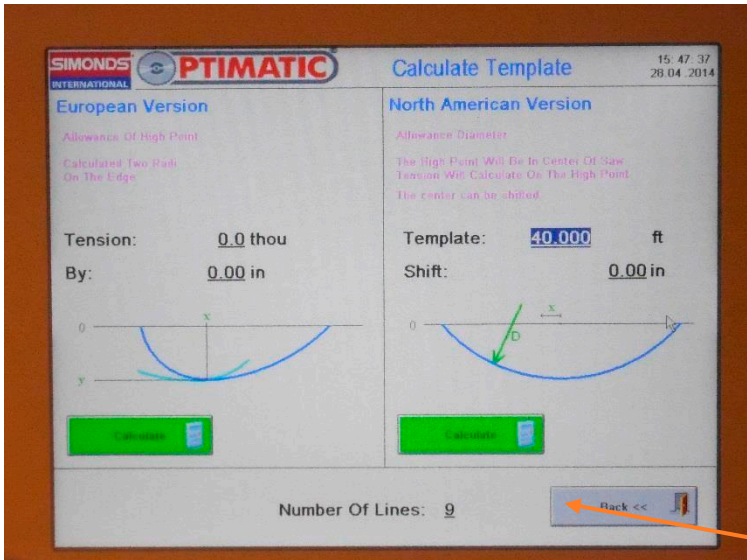 SIMONDS
INTERNATIONAL
OPTIMATIC
Calculate Template
15:47:37
28.04.2014
European Version
Allowance Of High Point
Calculated Two Radi
On The Edge
Tension: 0.0 thou
By: 0.00 in
x
0
y
Calculate
North American Version
Allowance Diameter
The High Point Will Be In Center Of Saw
Tension Will Calculate On The High Point
The center can be shifted
Template: 40.000 ft
Shift: 0.00 in
x
0
D
Calculate
Number Of Lines: 9
Back <<